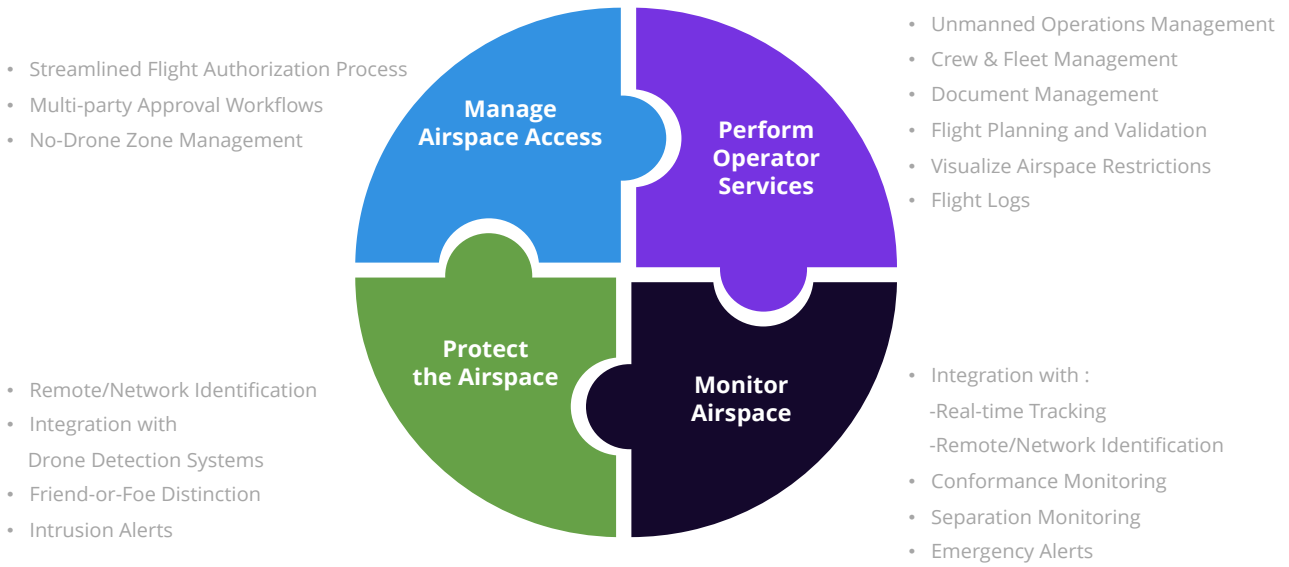 • Streamlined Flight Authorization Process
• Multi-party Approval Workflows
• No-Drone Zone Management
Manage
Airspace Access
Perform
Operator
Services
• Unmanned Operations Management
• Crew & Fleet Management
• Document Management
• Flight Planning and Validation
• Visualize Airspace Restrictions
• Flight Logs
• Remote/Network Identification
• Integration with
Drone Detection Systems
• Friend-or-Foe Distinction
• Intrusion Alerts
Protect
the Airspace
Monitor
Airspace
• Integration with :
-Real-time Tracking
-Remote/Network Identification
• Conformance Monitoring
• Separation Monitoring
• Emergency Alerts